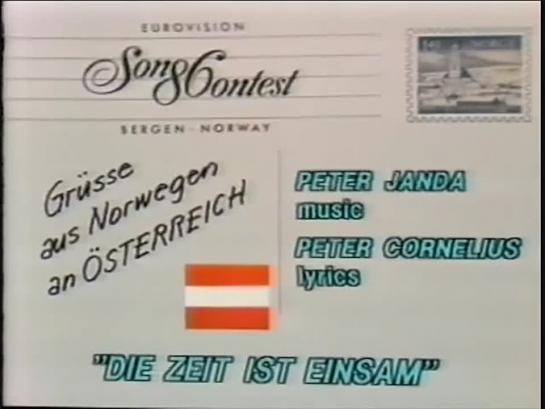 EUROVISION
Song Contest
BERGEN - NORWAY
NORGE
Grüsse
aus Norwegen
an ÖSTERREICH
PETER JANDA
music
PETER CORNELIUS
lyrics
"DIE ZEIT IST EINSAM"